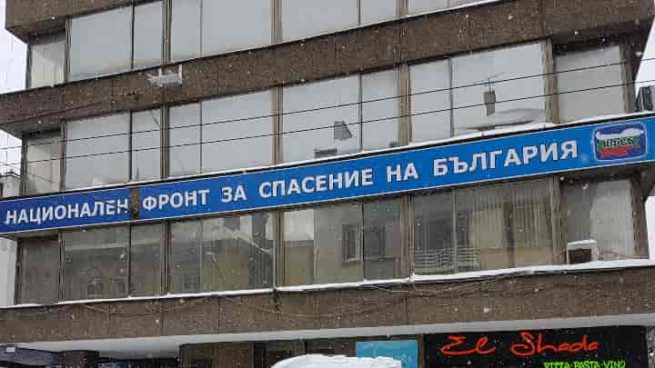 НАЦИОНАЛЕН ФРОНТ ЗА СПАСЕНИЕ НА БЪЛГАРИЯ
El Shada
PIZZA·PASTA·VINO